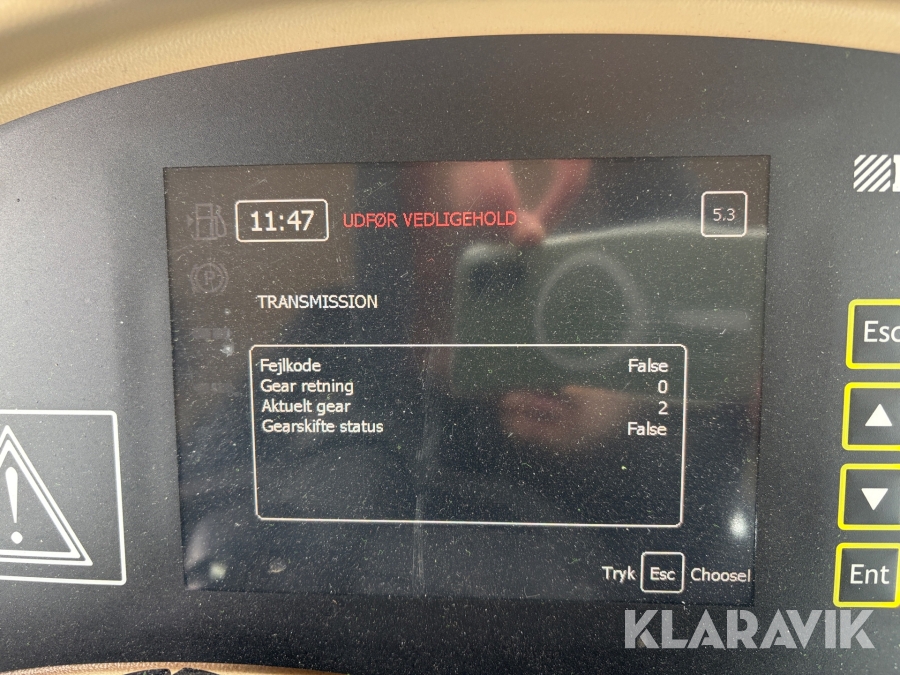 11:47 UDFØR VEDLIGEHOLD 5.3
TRANSMISSION
Fejlkode False
Gear retning 0
Aktuelt gear 2
Gearskifte status False
Tryk Esc Choosel
Esc
Ent
KLARAVIK